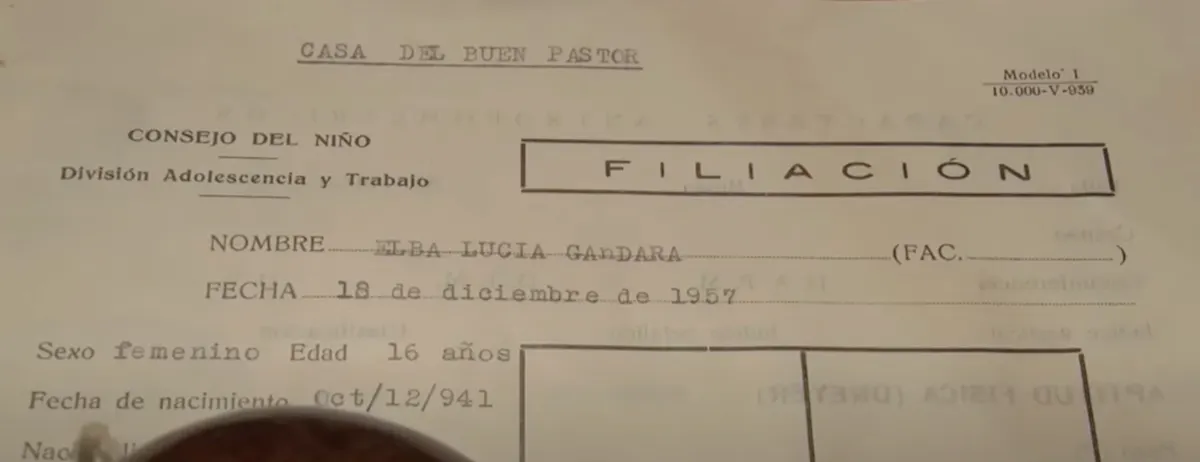 CASA DEL BUEN PASTOR
Modelo 1
10.000-V-959
CONSEJO DEL NIÑO
División Adolescencia y Trabajo
FILIACIÓN
NOMBRE ELBA LUCIA GAnDARA (FAC. )
FECHA 18 de diciembre de 1957
Sexo femenino Edad 16 años
Fecha de nacimiento Oct/12/941